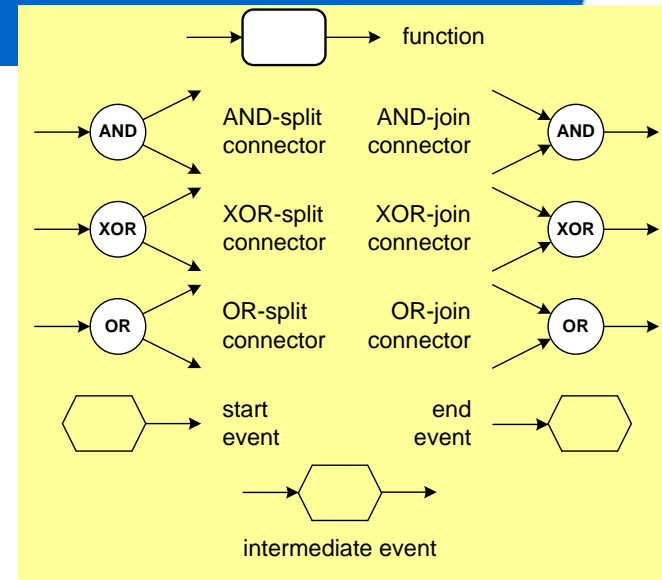 function
AND
AND-split
connector
AND-join
connector
AND
XOR
XOR-split
connector
XOR-join
connector
XOR
OR
OR-split
connector
OR-join
connector
OR
start
event
end
event
intermediate event